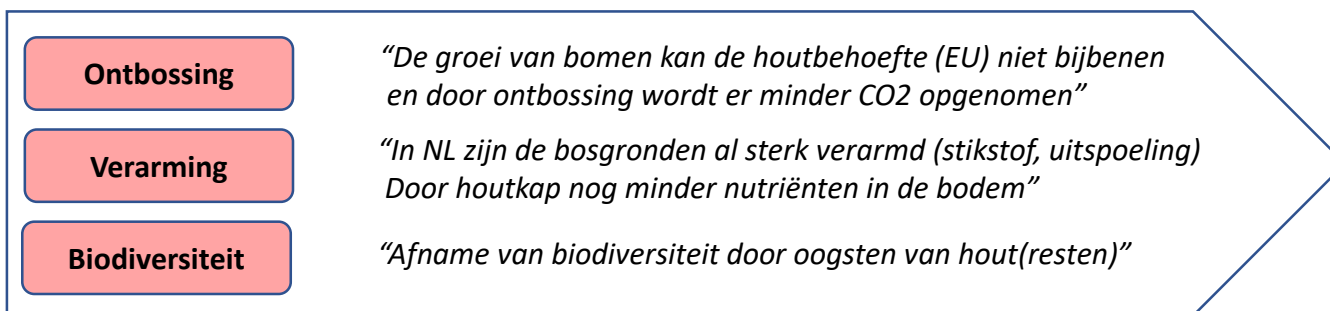 Ontbossing
“De groei van bomen kan de houtbehoefte (EU) niet bijbenen
en door ontbossing wordt er minder CO2 opgenomen”
Verarming
“In NL zijn de bosgronden al sterk verarmd (stikstof, uitspoeling)
Door houtkap nog minder nutriënten in de bodem”
Biodiversiteit
“Afname van biodiversiteit door oogsten van hout(resten)”